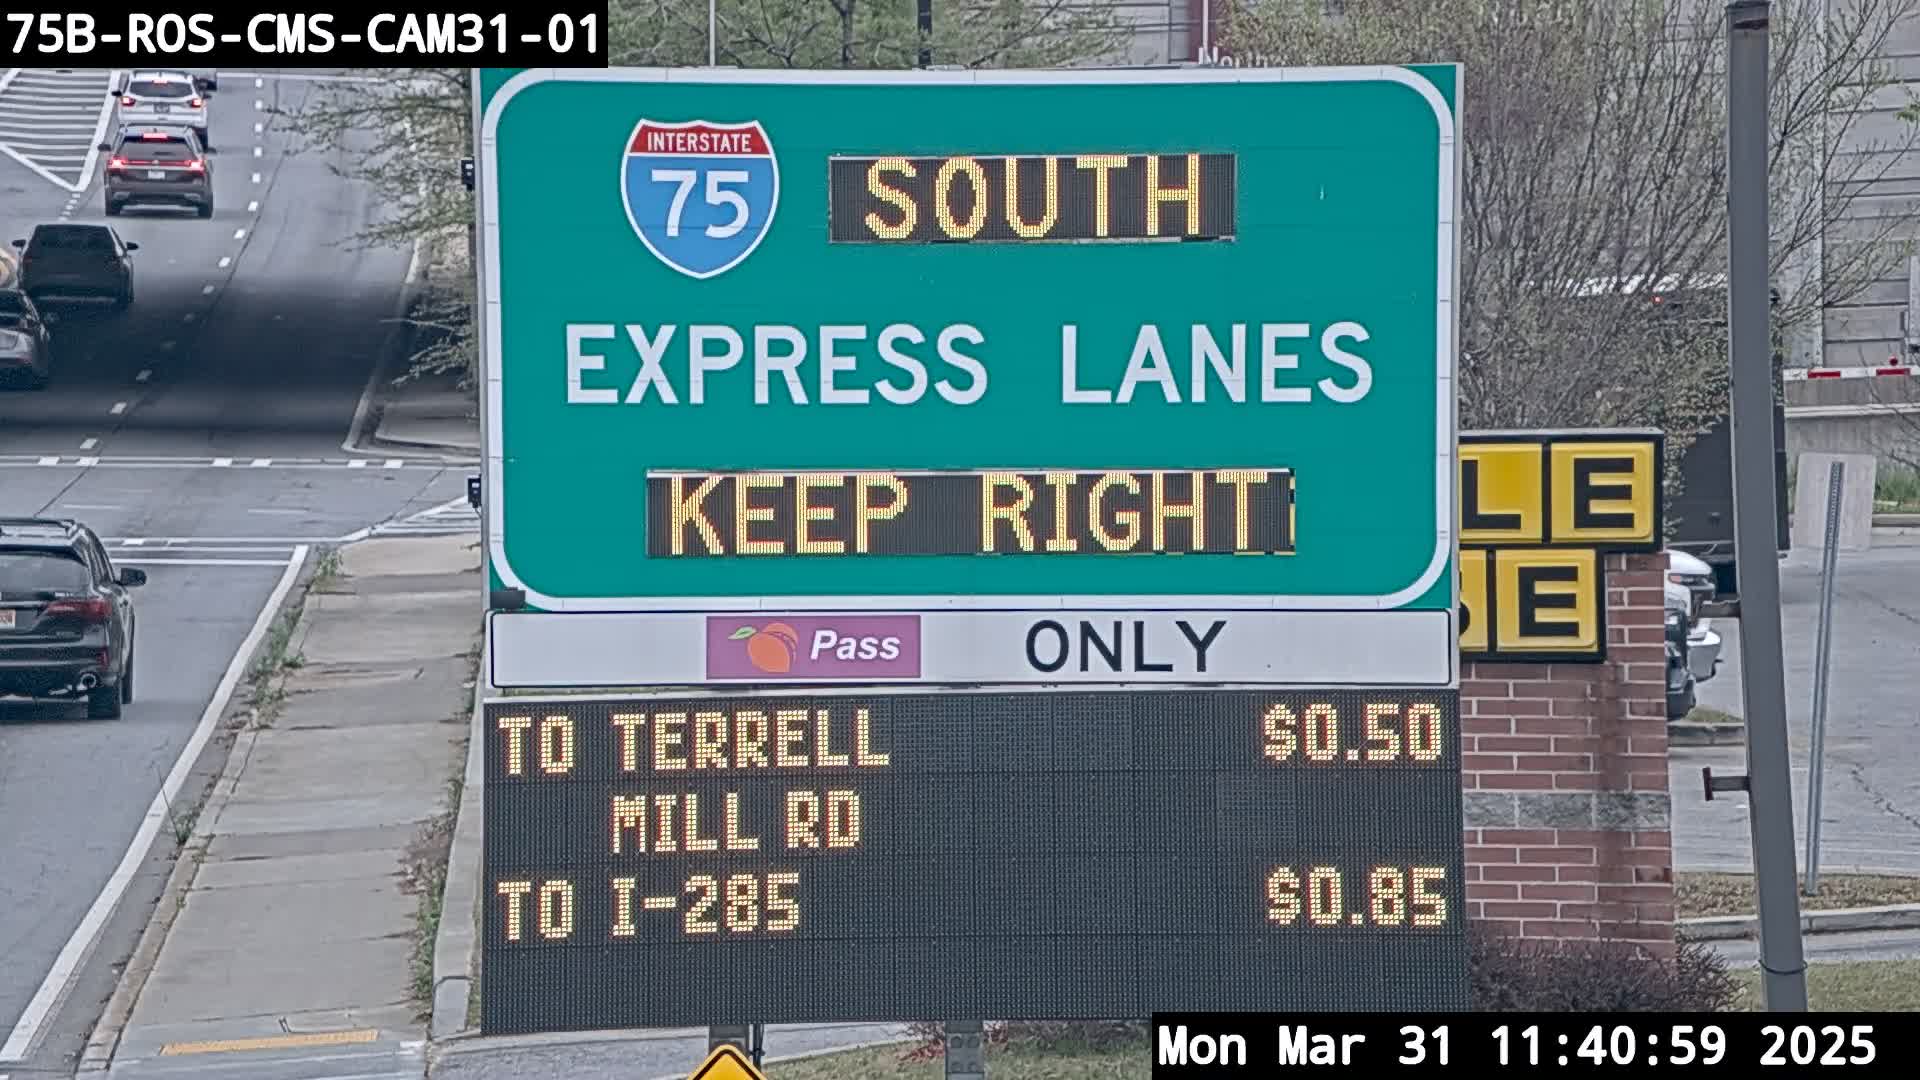 75B-ROS-CMS-CAM31-01
INTERSTATE
75
SOUTH
EXPRESS LANES
KEEP RIGHT
Pass ONLY
TO TERRELL $0.50
MILL RD
TO I-285 $0.85
LE
E
Mon Mar 31 11:40:59 2025